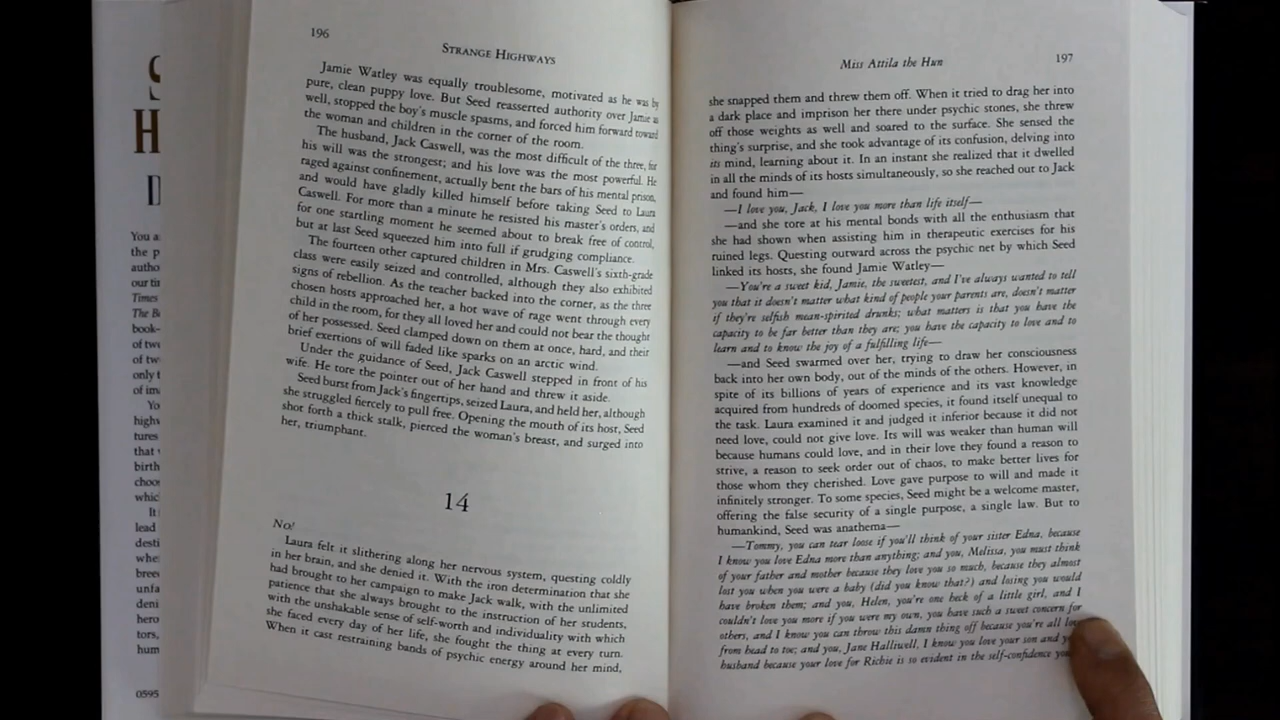 S
H
D
You a
the p
autho
our tin
Times
The Be
book-
of twe
of tw
only t
of ima
Yo
highw
tures
that
birth
choo
whic
It
lead
desti
whe
bree
unfa
deni
hero
tors,
hum
0595
196
STRANGE HIGHWAYS
Jamie Watley was equally troublesome, motivated as he was by
pure, clean puppy love. But Seed reasserted authority over Jamie as
well, stopped the boy's muscle spasms, and forced him forward toward
the woman and children in the corner of the room.
The husband, Jack Caswell, was the most difficult of the three, for
his will was the strongest; and his love was the most powerful. He
raged against confinement, actually bent the bars of his mental prison,
and would have gladly killed himself before taking Seed to Laura
Caswell. For more than a minute he resisted his master's orders, and
for one startling moment he seemed about to break free of control,
but at last Seed squeezed him into full if grudging compliance.
The fourteen other captured children in Mrs. Caswell's sixth-grade
class were easily seized and controlled, although they also exhibited
signs of rebellion. As the teacher backed into the corner, as the three
chosen hosts approached her, a hot wave of rage went through every
child in the room, for they all loved her and could not bear the thought
of her possessed. Seed clamped down on them at once, hard, and their
brief exertions of will faded like sparks on an arctic wind.
Under the guidance of Seed, Jack Caswell stepped in front of his
wife. He tore the pointer out of her hand and threw it aside.
Seed burst from Jack's fingertips, seized Laura, and held her, although
she struggled fiercely to pull free. Opening the mouth of its host, Seed
shot forth a thick stalk, pierced the woman's breast, and surged into
her, triumphant.
14
No!
Laura felt it slithering along her nervous system, questing coldly
in her brain, and she denied it. With the iron determination that she
had brought to her campaign to make Jack walk, with the unlimited
patience that she always brought to the instruction of her students,
with the unshakable sense of self-worth and individuality with which
she faced every day of her life, she fought the thing at every turn.
When it cast restraining bands of psychic energy around her mind,
Miss Attila the Hun
197
she snapped them and threw them off. When it tried to drag her into
a dark place and imprison her there under psychic stones, she threw
off those weights as well and soared to the surface. She sensed the
thing's surprise, and she took advantage of its confusion, delving into
its mind, learning about it. In an instant she realized that it dwelled
in all the minds of its hosts simultaneously, so she reached out to Jack
and found him—
—I love you, Jack, I love you more than life itself—
—and she tore at his mental bonds with all the enthusiasm that
she had shown when assisting him in therapeutic exercises for his
ruined legs. Questing outward across the psychic net by which Seed
linked its hosts, she found Jamie Watley—
—You're a sweet kid, Jamie, the sweetest, and I've always wanted to tell
you that it doesn't matter what kind of people your parents are, doesn't matter
if they're selfish mean-spirited drunks; what matters is that you have the
capacity to be far better than they are; you have the capacity to love and to
learn and to know the joy of a fulfilling life—
—and Seed swarmed over her, trying to draw her consciousness
back into her own body, out of the minds of the others. However, in
spite of its billions of years of experience and its vast knowledge
acquired from hundreds of doomed species, it found itself unequal to
the task. Laura examined it and judged it inferior because it did not
need love, could not give love. Its will was weaker than human will
because humans could love, and in their love they found a reason to
strive, a reason to seek order out of chaos, to make better lives for
those whom they cherished. Love gave purpose to will and made it
infinitely stronger. To some species, Seed might be a welcome master,
offering the false security of a single purpose, a single law. But to
humankind, Seed was anathema—
—Tommy, you can tear loose if you'll think of your sister Edna, because
I know you love Edna more than anything; and you, Melissa, you must think
of your father and mother because they love you so much, because they almost
lost you when you were a baby (did you know that?) and losing you would
have broken them; and you, Helen, you're one heck of a little girl, and I
couldn't love you more if you were my own, you have such a sweet concern for
others, and I know you can throw this damn thing off because you're all
from head to toe; and you, Jane Halliwell, I know you love your son and
husband because your love for Richie is so evident in the self-confidence